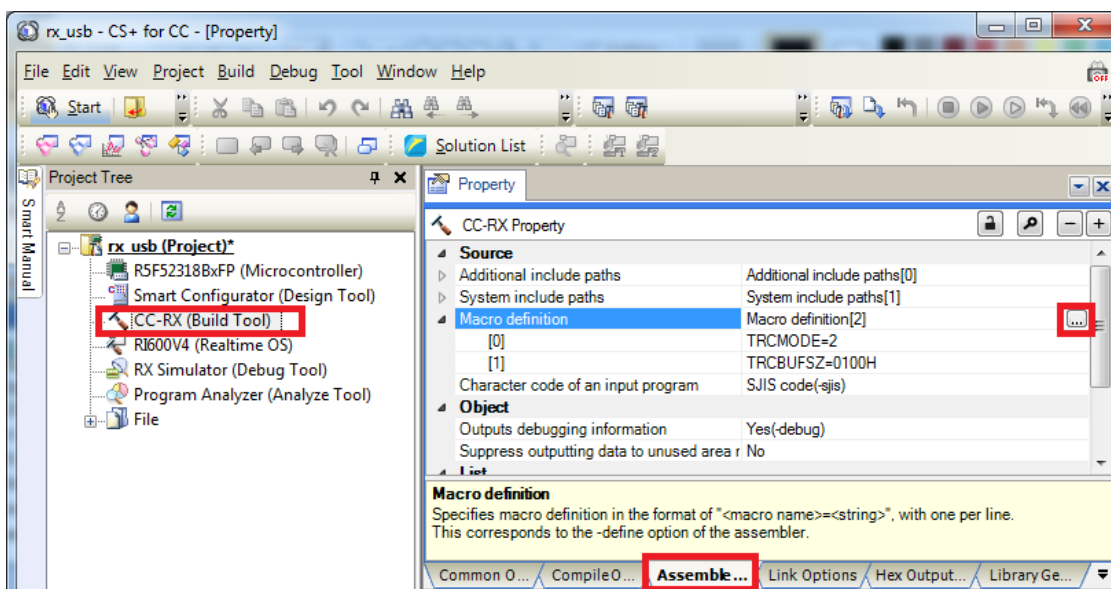 rx_usb - CS+ for CC - [Property]
File Edit View Project Build Debug Tool Window Help
OFF
Start
Solution List
Smart Manual
Project Tree
rx_usb (Project)*
R5F52318BxFP (Microcontroller)
Smart Configurator (Design Tool)
CC-RX (Build Tool)
RI600V4 (Realtime OS)
RX Simulator (Debug Tool)
Program Analyzer (Analyze Tool)
File
Property
CC-RX Property
Source
Additional include paths Additional include paths[0]
System include paths System include paths[1]
Macro definition Macro definition[2] ...
[0] TRCMODE=2
[1] TRCBUFSZ=0100H
Character code of an input program SJIS code(-sjis)
Object
Outputs debugging information Yes(-debug)
Suppress outputting data to unused area r No
List
Macro definition
Specifies macro definition in the format of "<macro name>=<string>", with one per line.
This corresponds to the -define option of the assembler.
Common O... Compile O... Assemble... Link Options Hex Output... Library Ge...